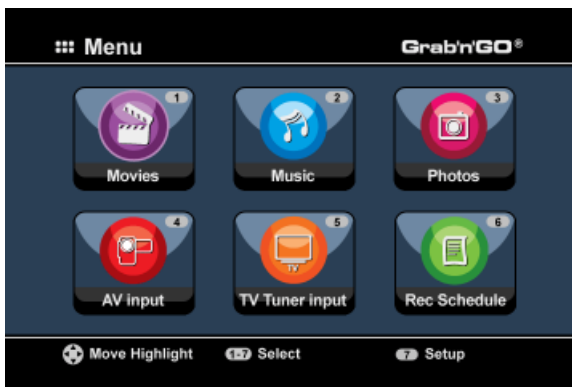 Menu
Grab'n'GO®
1
Movies
2
Music
3
Photos
4
AV input
5
TV
TV Tuner input
6
Rec Schedule
Move Highlight
1-7 Select
7 Setup